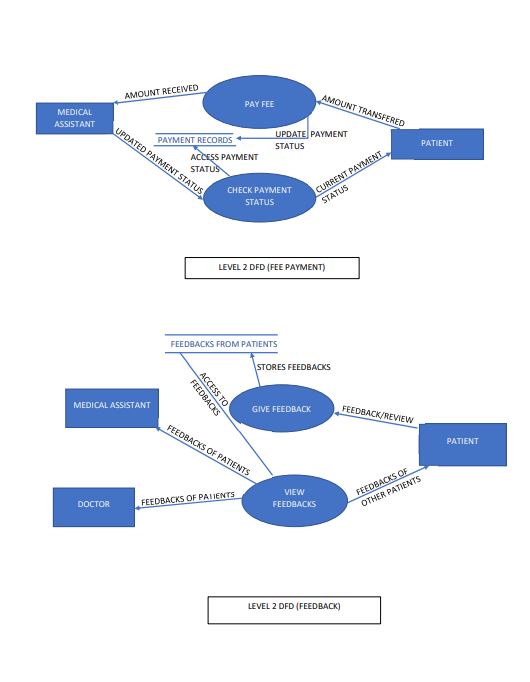 AMOUNT RECEIVED
PAY FEE
AMOUNT TRANSFERED
MEDICAL
ASSISTANT
PATIENT
PAYMENT RECORDS
UPDATE PAYMENT
STATUS
UPDATED PAYMENT STATUS
ACCESS PAYMENT
STATUS
CURRENT PAYMENT
STATUS
CHECK PAYMENT
STATUS
LEVEL 2 DFD (FEE PAYMENT)
FEEDBACKS FROM PATIENTS
STORES FEEDBACKS
ACCESS TO
FEEDBACKS
MEDICAL ASSISTANT
GIVE FEEDBACK
FEEDBACK/REVIEW
PATIENT
FEEDBACKS OF PATIENTS
FEEDBACKS OF
OTHER PATIENTS
DOCTOR
FEEDBACKS OF PATIENTS
VIEW
FEEDBACKS
LEVEL 2 DFD (FEEDBACK)